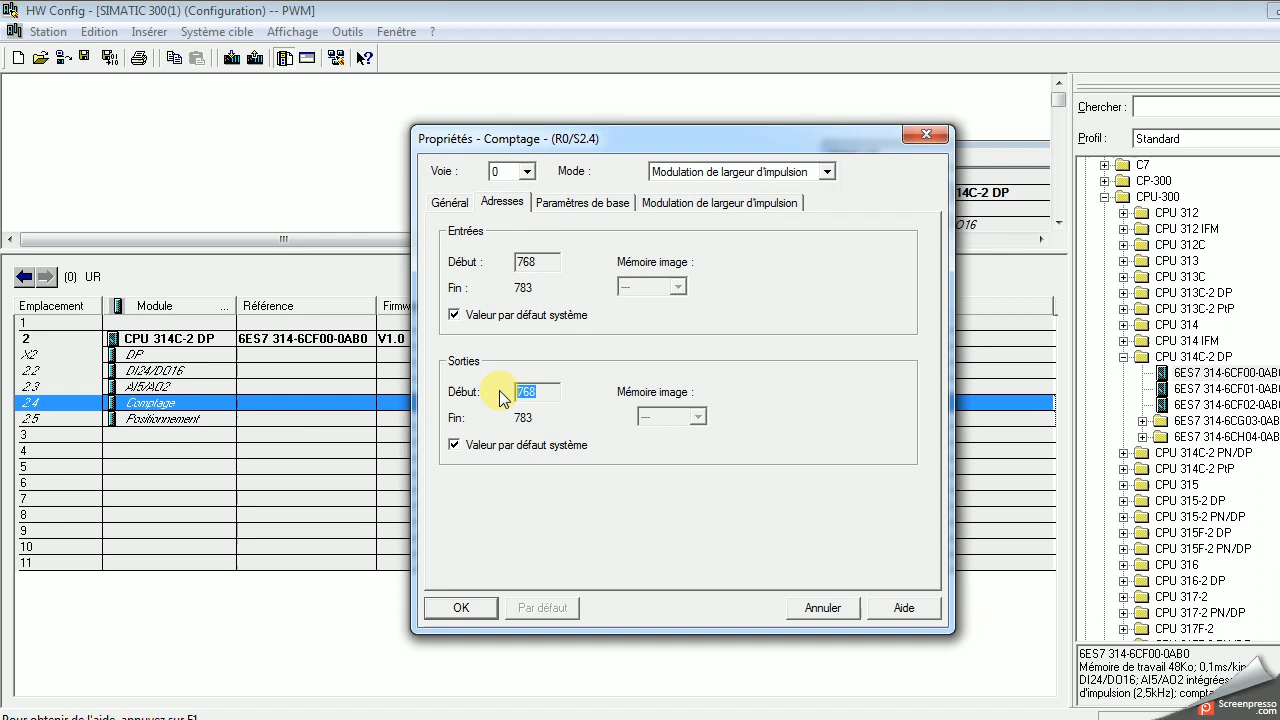 HW Config - [SIMATIC 300(1) (Configuration) -- PWM]
Station Edition Insérer Système cible Affichage Outils Fenêtre ?
Chercher :
Profil : Standard
Propriétés - Comptage - (R0/S2.4)
Voie : 0 Mode : Modulation de largeur d'impulsion
Général Adresses Paramètres de base Modulation de largeur d'impulsion
Entrées
Début : 768 Mémoire image :
Fin : 783 ---
Valeur par défaut système
Sorties
Début: 768 Mémoire image :
Fin: 783 ---
Valeur par défaut système
OK Par défaut Annuler Aide
14C-2 DP
O16
(0) UR
Emplacement Module ... Référence Firmw
1
2 CPU 314C-2 DP 6ES7 314-6CF00-0AB0 V1.0
X2 DP
2.2 DI24/DO16
2.3 AI5/AO2
2.4 Comptage
2.5 Positionnement
3
4
5
6
7
8
9
10
11
C7
CP-300
CPU-300
CPU 312
CPU 312 IFM
CPU 312C
CPU 313
CPU 313C
CPU 313C-2 DP
CPU 313C-2 PtP
CPU 314
CPU 314 IFM
CPU 314C-2 DP
6ES7 314-6CF00-0AB0
6ES7 314-6CF01-0AB0
6ES7 314-6CF02-0AB0
6ES7 314-6CG03-0AB
6ES7 314-6CH04-0AB
CPU 314C-2 PN/DP
CPU 314C-2 PtP
CPU 315
CPU 315-2 DP
CPU 315-2 PN/DP
CPU 315F-2 DP
CPU 315F-2 PN/DP
CPU 316
CPU 316-2 DP
CPU 317-2
CPU 317-2 PN/DP
CPU 317F-2
6ES7 314-6CF00-0AB0
Mémoire de travail 48Ko; 0,1ms/kin
DI24/DO16; AI5/AO2 intégrées
d'impulsion (2,5kHz); compta
Pour obtenir de l'aide, appuyez sur F1.
Screenpresso
.com